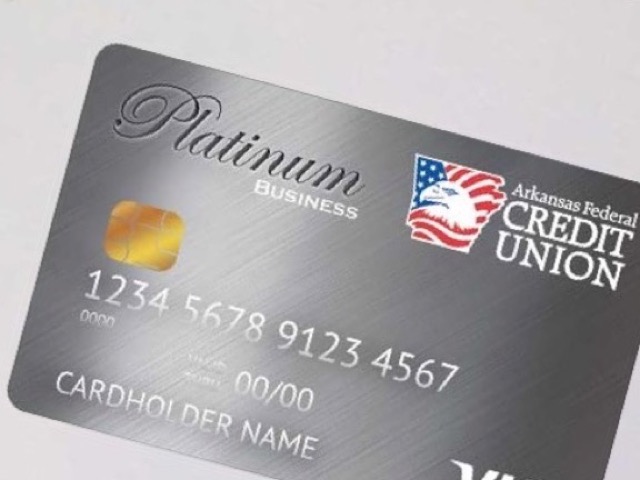 Platinum
BUSINESS
Arkansas Federal
CREDIT
UNION
1234 5678 9123 4567
0000
00/00
CARDHOLDER NAME